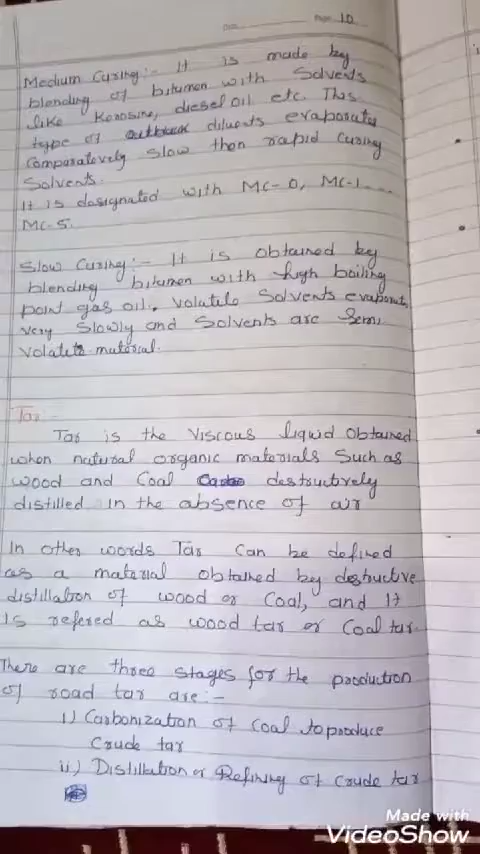 Date Page 10
Medium Curing:- It is made by
blending of bitumen with Solvents
like Kerosine, diesel oil etc. This
type of cutback diluents evaporates
Comparatevely slow then rapid Curing
Solvents.
It is designated with MC-0, MC-1 ....
MC-5.
Slow Curing:- It is obtained by
blending bitumen with high boiling
point gas oil. Volatile Solvents evaporates
very slowly and Solvents are Semi
volatile material.
Tar -
Tar is the Viscous liquid obtained
when natural organic materials Such as
wood and Coal destructively
distilled in the absence of air
In other words Tar Can be defined
as a material obtained by destuctive
distillation of wood or Coal, and It
is refered as wood tar or Coal tar.
There are three stages for the production
of road tar are:-
i) Carbonization of Coal to produce
Crude tar
ii) Distillation or Refining of Crude tar
Made with
VideoShow